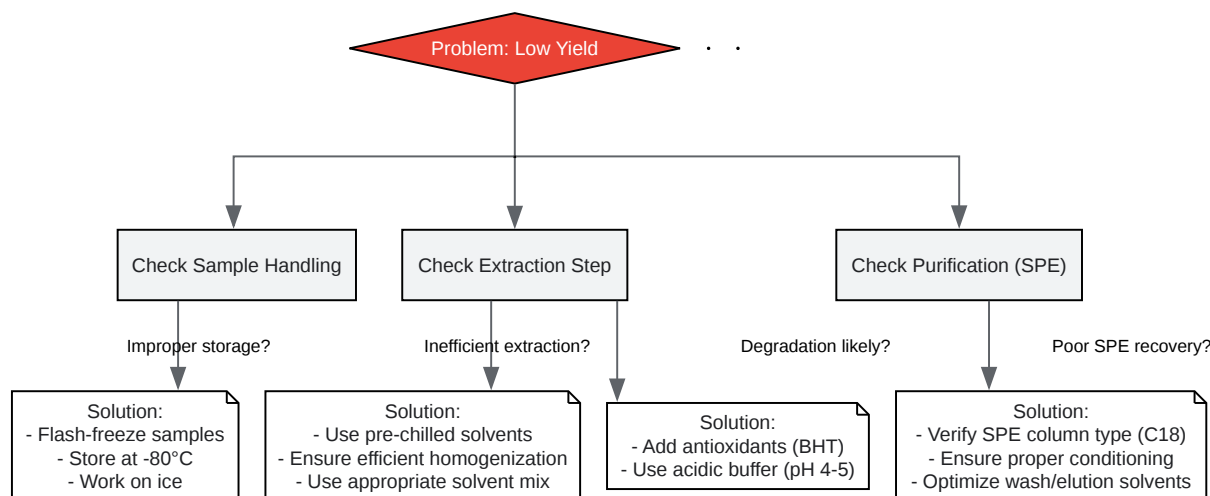 Problem: Low Yield
Check Sample Handling
Check Extraction Step
Check Purification (SPE)
Improper storage?
Inefficient extraction?
Degradation likely?
Poor SPE recovery?
Solution:
- Flash-freeze samples
- Store at -80°C
- Work on ice
Solution:
- Use pre-chilled solvents
- Ensure efficient homogenization
- Use appropriate solvent mix
Solution:
- Add antioxidants (BHT)
- Use acidic buffer (pH 4-5)
Solution:
- Verify SPE column type (C18)
- Ensure proper conditioning
- Optimize wash/elution solvents